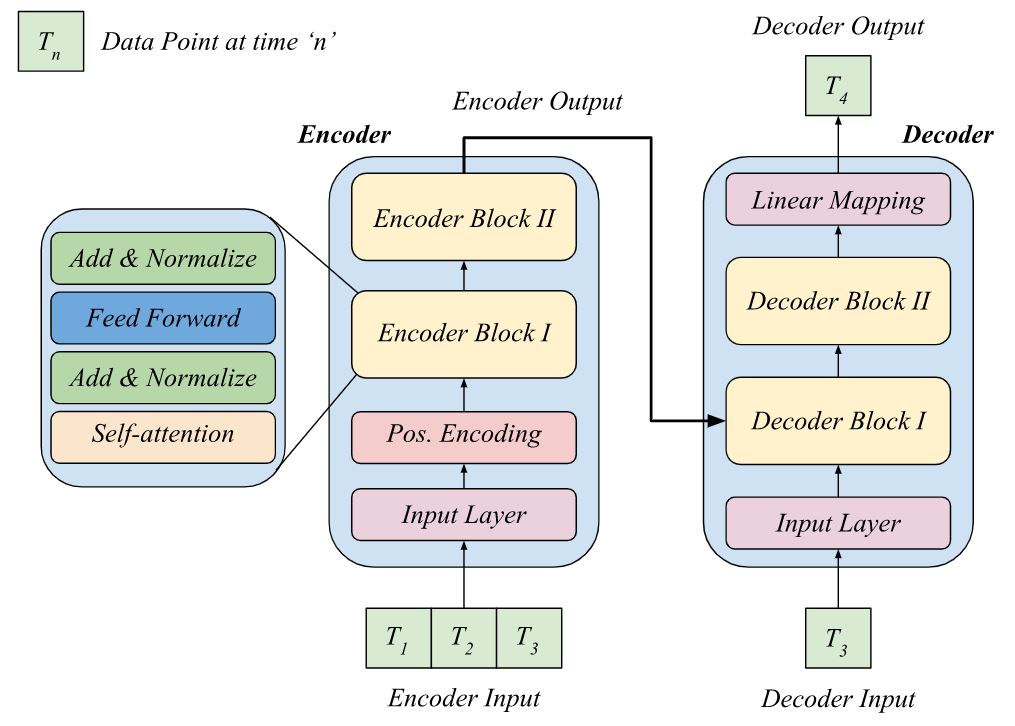 T_n Data Point at time ‘n’
Decoder Output
T_4
Encoder Output
Encoder
Decoder
Add & Normalize
Feed Forward
Add & Normalize
Self-attention
Encoder Block II
Encoder Block I
Pos. Encoding
Input Layer
T_1 T_2 T_3
Encoder Input
Linear Mapping
Decoder Block II
Decoder Block I
Input Layer
T_3
Decoder Input